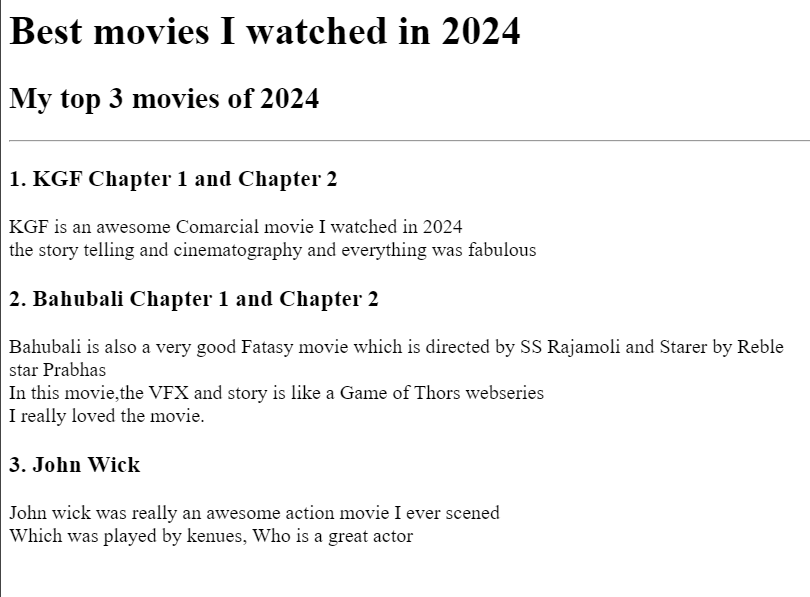 Best movies I watched in 2024
My top 3 movies of 2024
1. KGF Chapter 1 and Chapter 2
KGF is an awesome Comarcial movie I watched in 2024
the story telling and cinematography and everything was fabulous
2. Bahubali Chapter 1 and Chapter 2
Bahubali is also a very good Fatasy movie which is directed by SS Rajamoli and Starer by Reble
star Prabhas
In this movie,the VFX and story is like a Game of Thors webseries
I really loved the movie.
3. John Wick
John wick was really an awesome action movie I ever scened
Which was played by kenues, Who is a great actor